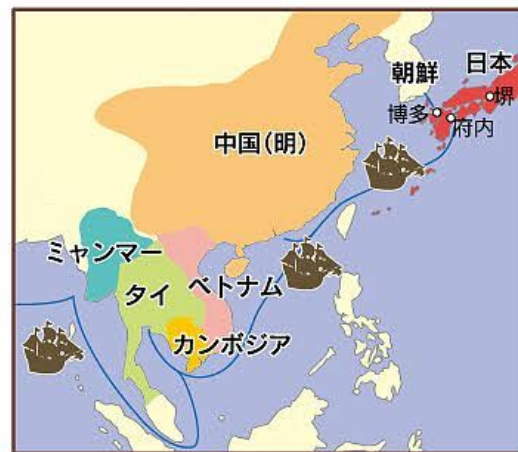 日本
朝鮮
堺
博多
府内
中国(明)
ミャンマー
タイ
ベトナム
カンボジア